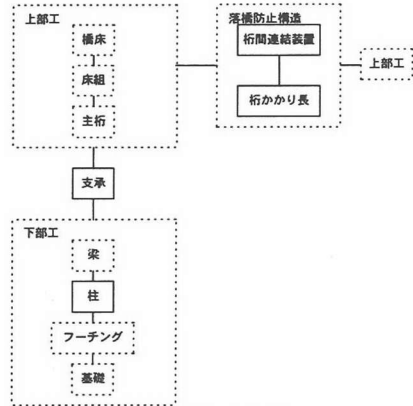 上部工
橋床
床組
主桁
落橋防止構造
桁間連結装置
桁かかり長
上部工
支承
下部工
梁
柱
フーチング
基礎